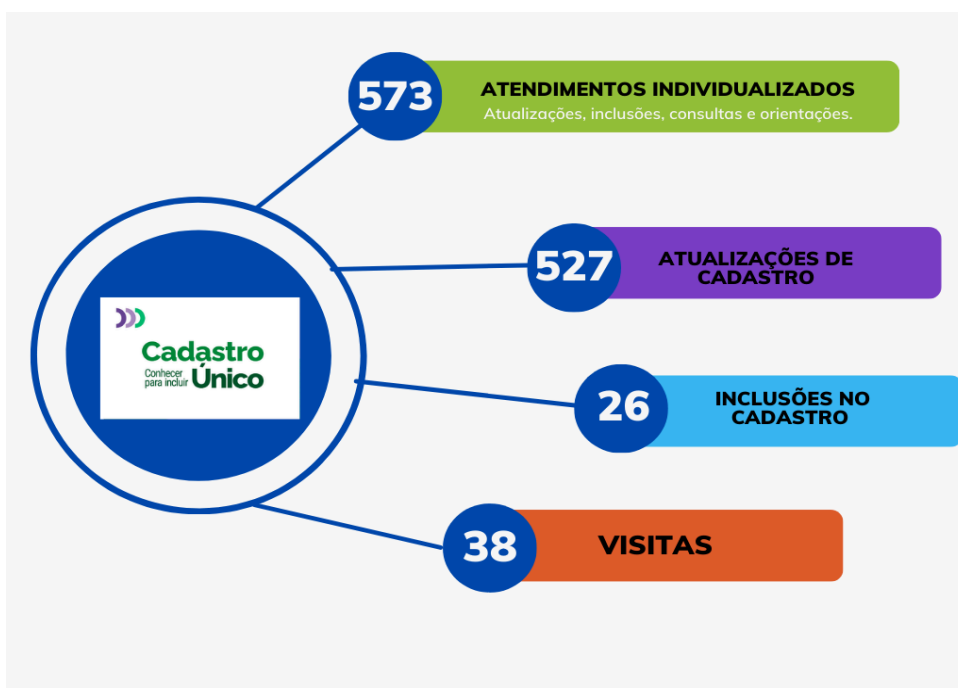 573
ATENDIMENTOS INDIVIDUALIZADOS
Atualizações, inclusões, consultas e orientações.
527
ATUALIZAÇÕES DE
CADASTRO
Cadastro
Conhecer
para incluir
Único
26
INCLUSÕES NO
CADASTRO
38
VISITAS